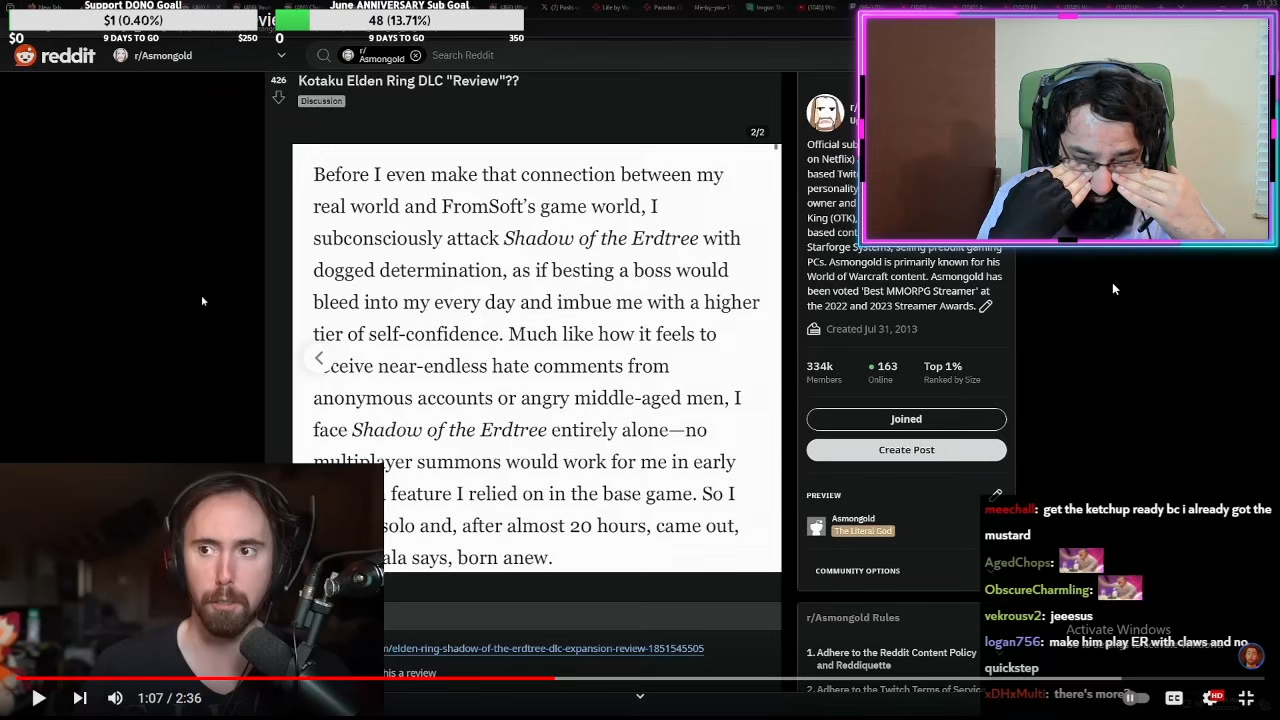 Support DONO Goal!
June ANNIVERSARY Sub Goal
$1 (0.40%)
48 (13.71%)
$0
9 DAYS TO GO
$250
0
9 DAYS TO GO
350
reddit
r/Asmongold
r/
Asmongold
Search Reddit
426
Kotaku Elden Ring DLC "Review"??
Discussion
2/2
Before I even make that connection between my
real world and FromSoft's game world, I
subconsciously attack Shadow of the Erdtree with
dogged determination, as if besting a boss would
bleed into my every day and imbue me with a higher
tier of self-confidence. Much like how it feels to
receive near-endless hate comments from
anonymous accounts or angry middle-aged men, I
face Shadow of the Erdtree entirely alone—no
multiplayer summons would work for me in early
feature I relied on in the base game. So I
solo and, after almost 20 hours, came out,
says, born anew.
/elden-ring-shadow-of-the-erdtree-dlc-expansion-review-1851545505
a review
Official
on Netflix)
based
personality
owner and
King (OTK),
based
Starforge Systems, selling prebuilt gaming
PCs. Asmongold is primarily known for his
World of Warcraft content. Asmongold has
been voted 'Best MMORPG Streamer' at
the 2022 and 2023 Streamer Awards.
Created Jul 31, 2013
334k
163
Top 1%
Members
Online
Ranked by Size
Joined
Create Post
PREVIEW
Asmongold
The Literal God
COMMUNITY OPTIONS
r/Asmongold Rules
1. Adhere to the Reddit Content Policy
and Reddiquette
2. Adhere to the Twitch Terms of
meechall: get the ketchup ready bc i already got the
mustard
AgedChops:
ObscureCharmling:
vekrousv2: jeeesus
Activate Windows
logan756: make him play ER with claws and no
quickstep
xDHxMulti: there's more?
1:07 / 2:36
CC
HD